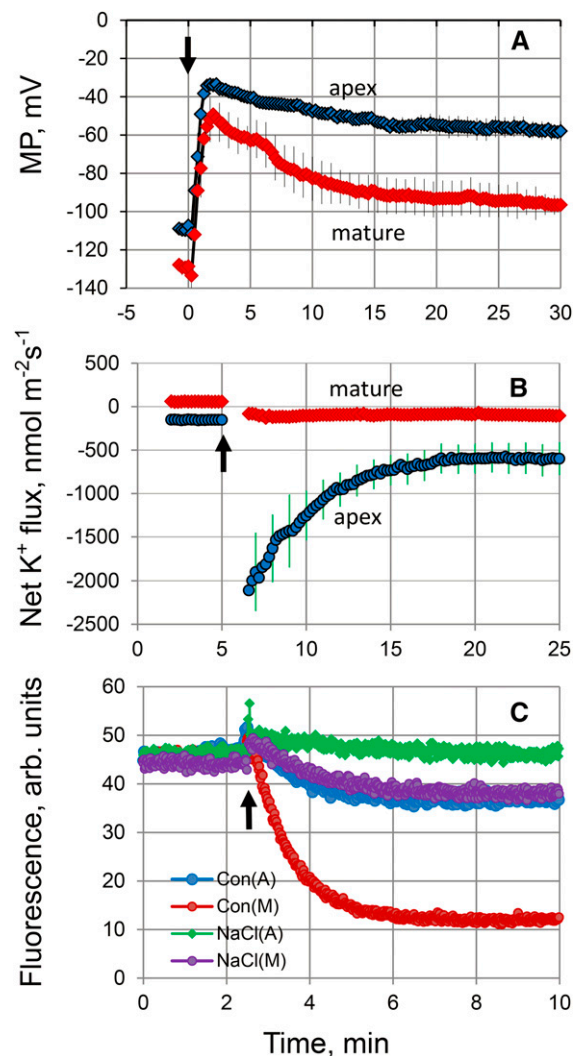 A
0
-20
-40
-60
-80
-100
-120
-140
MP, mV
apex
mature
-5 0 5 10 15 20 25 30
B
500
0
-500
-1000
-1500
-2000
-2500
Net K⁺ flux, nmol m⁻²s⁻¹
mature
apex
0 5 10 15 20 25
C
60
50
40
30
20
10
0
Fluorescence, arb. units
Con(A)
Con(M)
NaCl(A)
NaCl(M)
0 2 4 6 8 10
Time, min